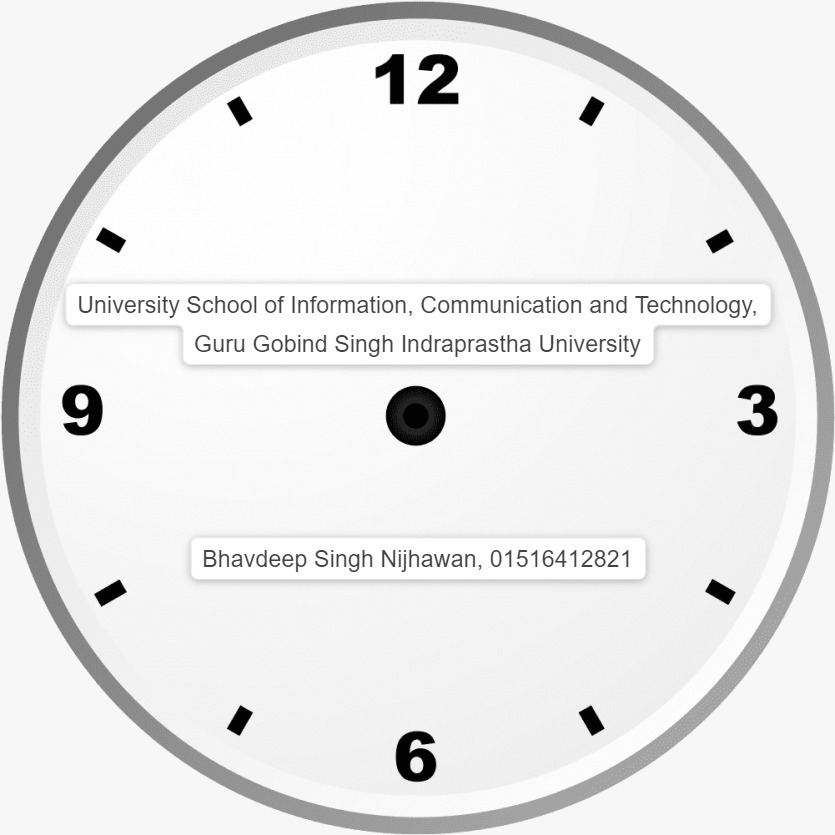 12
University School of Information, Communication and Technology,
Guru Gobind Singh Indraprastha University
9 3
Bhavdeep Singh Nijhawan, 01516412821
6